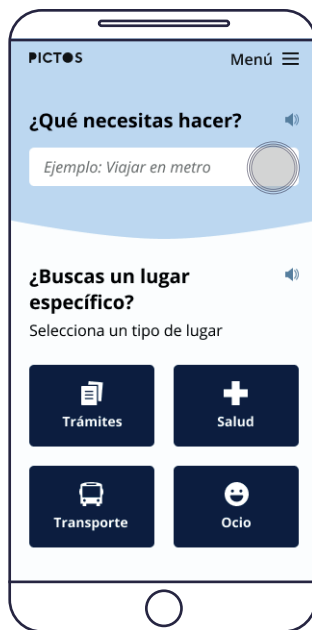 PICTOS
Menú
¿Qué necesitas hacer?
Ejemplo: Viajar en metro
¿Buscas un lugar
específico?
Selecciona un tipo de lugar
Trámites
Salud
Transporte
Ocio